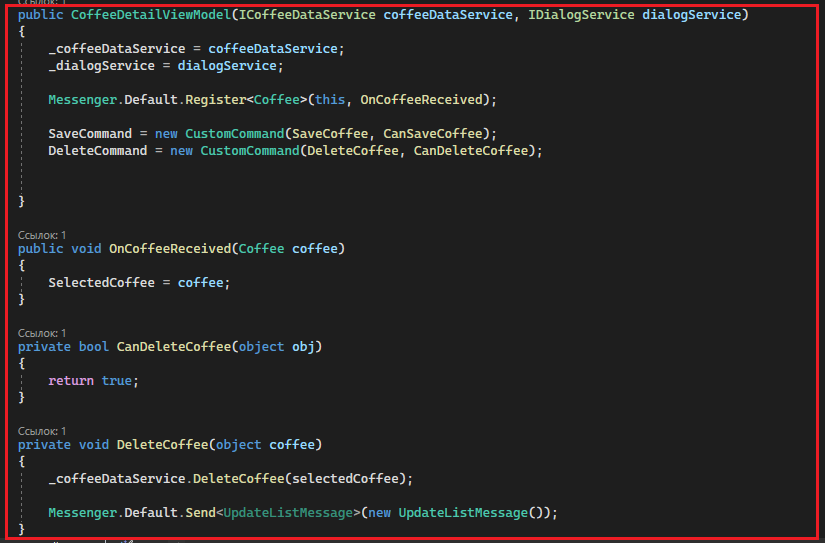 Ссылок: 1
public CoffeeDetailViewModel(ICoffeeDataService coffeeDataService, IDialogService dialogService)
{
    _coffeeDataService = coffeeDataService;
    _dialogService = dialogService;

    Messenger.Default.Register<Coffee>(this, OnCoffeeReceived);

    SaveCommand = new CustomCommand(SaveCoffee, CanSaveCoffee);
    DeleteCommand = new CustomCommand(DeleteCoffee, CanDeleteCoffee);


}

Ссылок: 1
public void OnCoffeeReceived(Coffee coffee)
{
    SelectedCoffee = coffee;
}

Ссылок: 1
private bool CanDeleteCoffee(object obj)
{
    return true;
}

Ссылок: 1
private void DeleteCoffee(object coffee)
{
    _coffeeDataService.DeleteCoffee(selectedCoffee);

    Messenger.Default.Send<UpdateListMessage>(new UpdateListMessage());
}